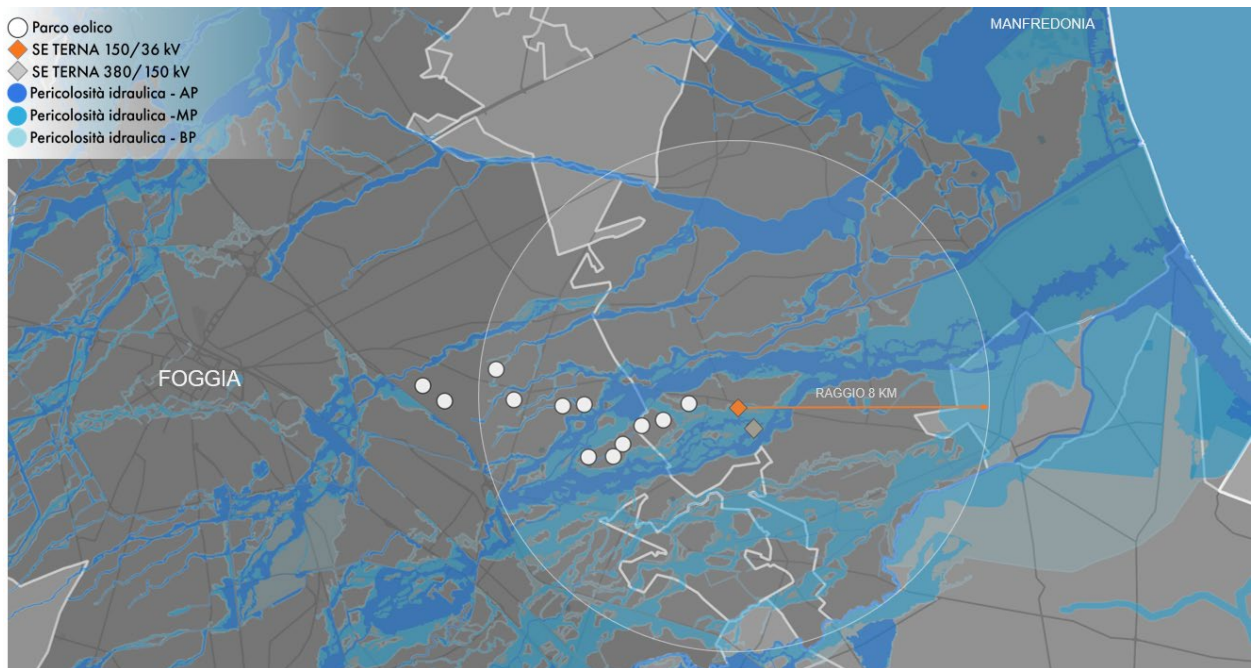 Parco eolico
SE TERNA 150/36 kV
SE TERNA 380/150 kV
Pericolosità idraulica - AP
Pericolosità idraulica -MP
Pericolosità idraulica - BP
MANFREDONIA
FOGGIA
RAGGIO 8 KM